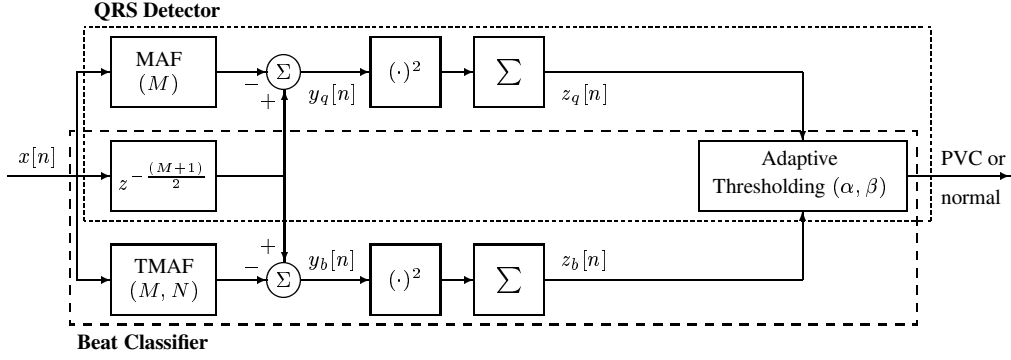 QRS Detector
MAF
(M)
−
Σ
+
y_q[n]
(·)²
∑
z_q[n]
x[n]
z^{−\frac{(M+1)}{2}}
Adaptive
Thresholding (α, β)
PVC or
normal
TMAF
(M, N)
+
−
Σ
y_b[n]
(·)²
∑
z_b[n]
Beat Classifier